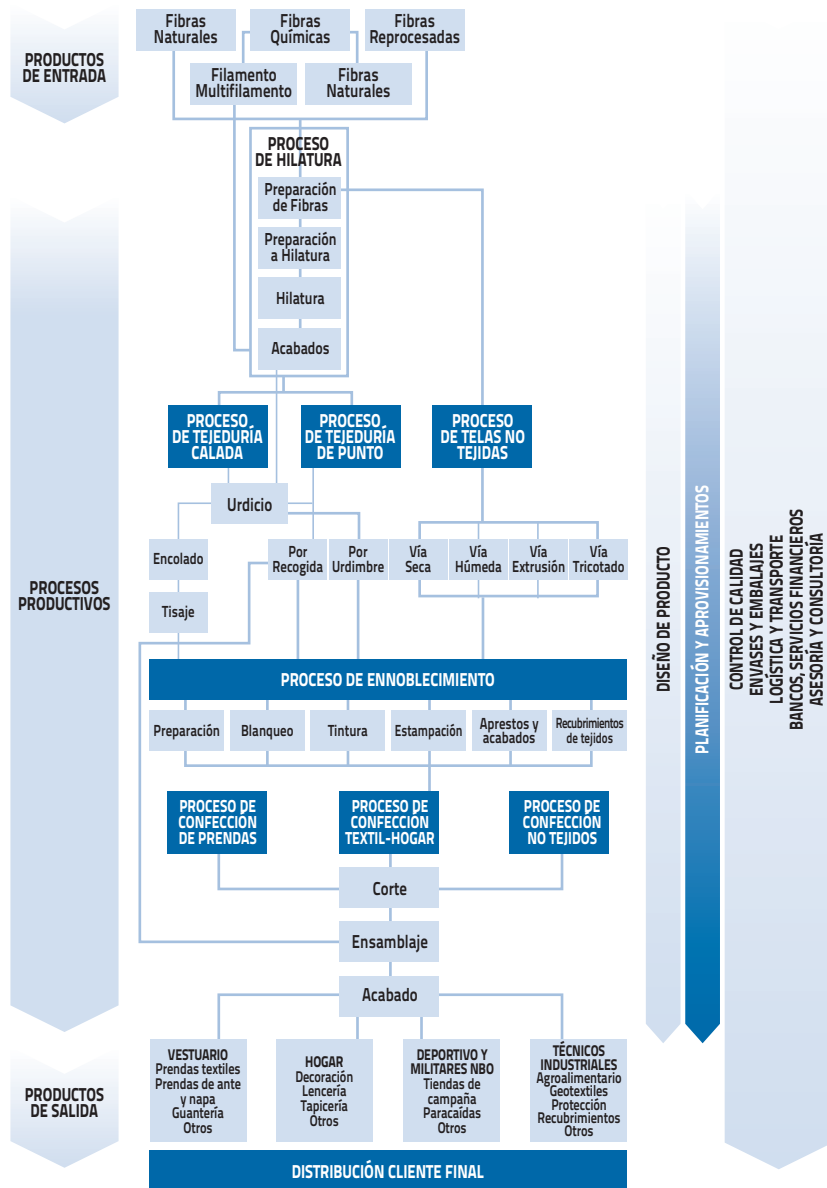 PRODUCTOS
DE ENTRADA
Fibras
Naturales
Fibras
Químicas
Fibras
Reprocesadas
Filamento
Multifilamento
Fibras
Naturales
PROCESO
DE HILATURA
Preparación
de Fibras
Preparación
a Hilatura
Hilatura
Acabados
PROCESOS
PRODUCTIVOS
PROCESO
DE TEJEDURÍA
CALADA
PROCESO
DE TEJEDURÍA
DE PUNTO
PROCESO
DE TELAS NO
TEJIDAS
Urdicio
Encolado
Tisaje
Por
Recogida
Por
Urdimbre
Vía
Seca
Vía
Húmeda
Vía
Extrusión
Vía
Tricotado
PROCESO DE ENNOBLECIMIENTO
Preparación
Blanqueo
Tintura
Estampación
Aprestos y
acabados
Recubrimientos
de tejidos
PROCESO DE
CONFECCIÓN
DE PRENDAS
PROCESO DE
CONFECCIÓN
TEXTIL-HOGAR
PROCESO DE
CONFECCIÓN
NO TEJIDOS
Corte
Ensamblaje
Acabado
PRODUCTOS
DE SALIDA
VESTUARIO
Prendas textiles
Prendas de ante
y napa
Guantería
Otros
HOGAR
Decoración
Lencería
Tapicería
Otros
DEPORTIVO Y
MILITARES NBO
Tiendas de
campaña
Paracaídas
Otros
TÉCNICOS
INDUSTRIALES
Agroalimentario
Geotextiles
Protección
Recubrimientos
Otros
DISTRIBUCIÓN CLIENTE FINAL
DISEÑO DE PRODUCTO
PLANIFICACIÓN Y APROVISIONAMIENTOS
CONTROL DE CALIDAD
ENVASES Y EMBALAJES
LOGÍSTICA Y TRANSPORTE
BANCOS, SERVICIOS FINANCIEROS
ASESORÍA Y CONSULTORÍA